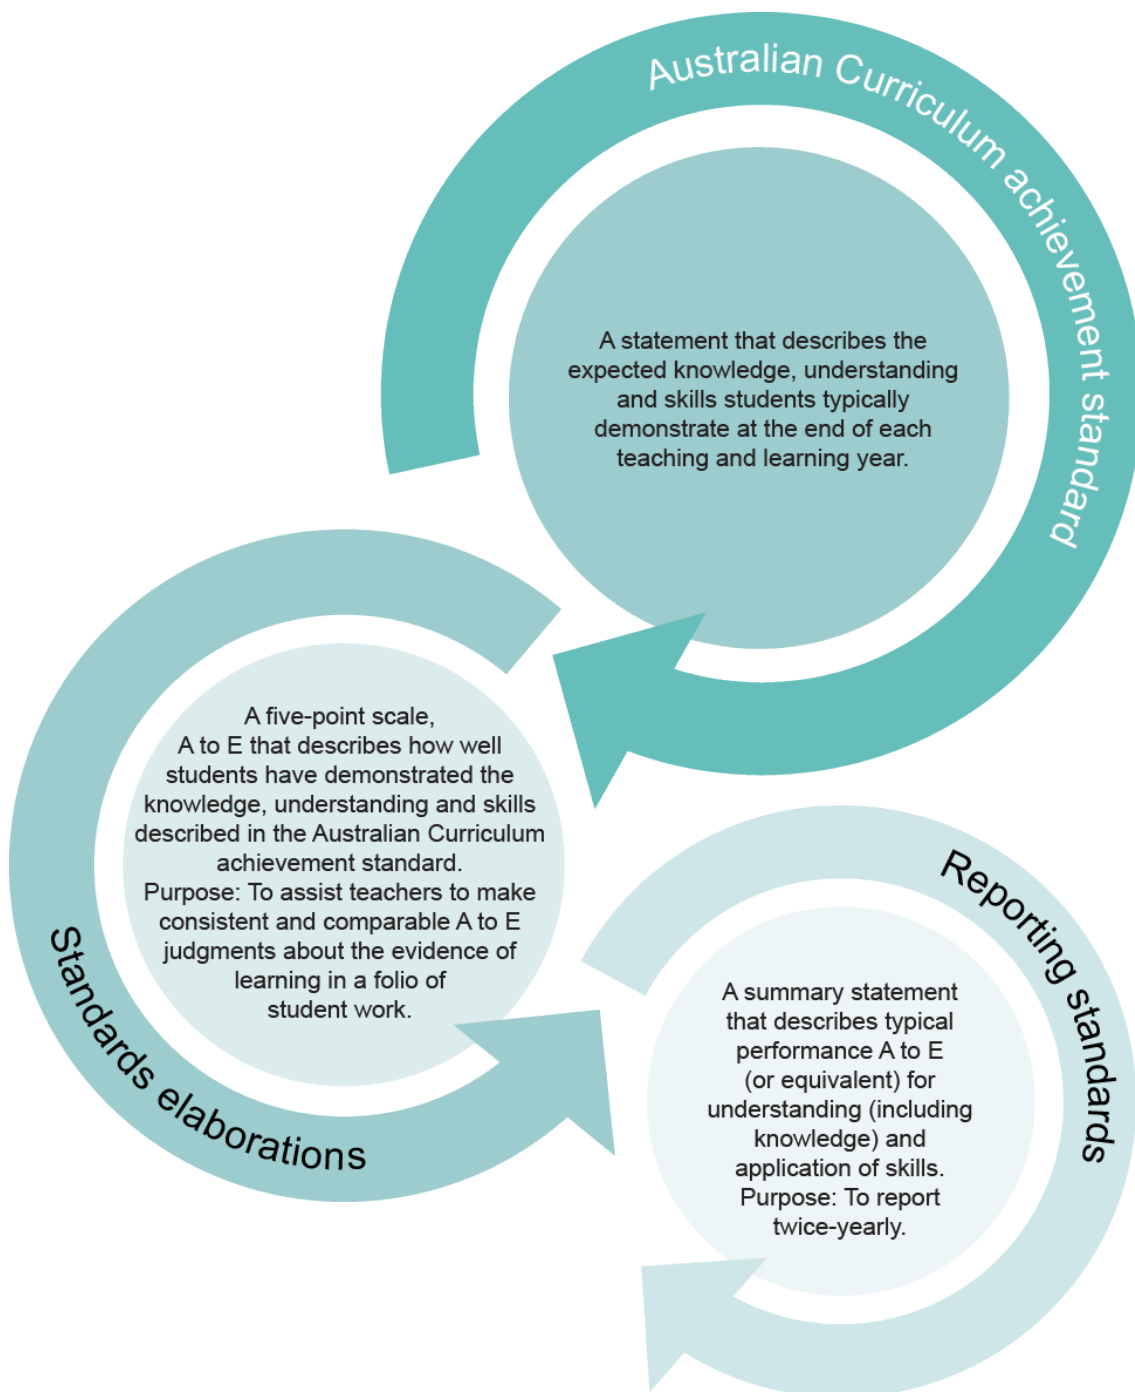 Australian Curriculum achievement standard
A statement that describes the
expected knowledge, understanding
and skills students typically
demonstrate at the end of each
teaching and learning year.
Standards elaborations
A five-point scale,
A to E that describes how well
students have demonstrated the
knowledge, understanding and skills
described in the Australian Curriculum
achievement standard.
Purpose: To assist teachers to make
consistent and comparable A to E
judgments about the evidence of
learning in a folio of
student work.
Reporting standards
A summary statement
that describes typical
performance A to E
(or equivalent) for
understanding (including
knowledge) and
application of skills.
Purpose: To report
twice-yearly.